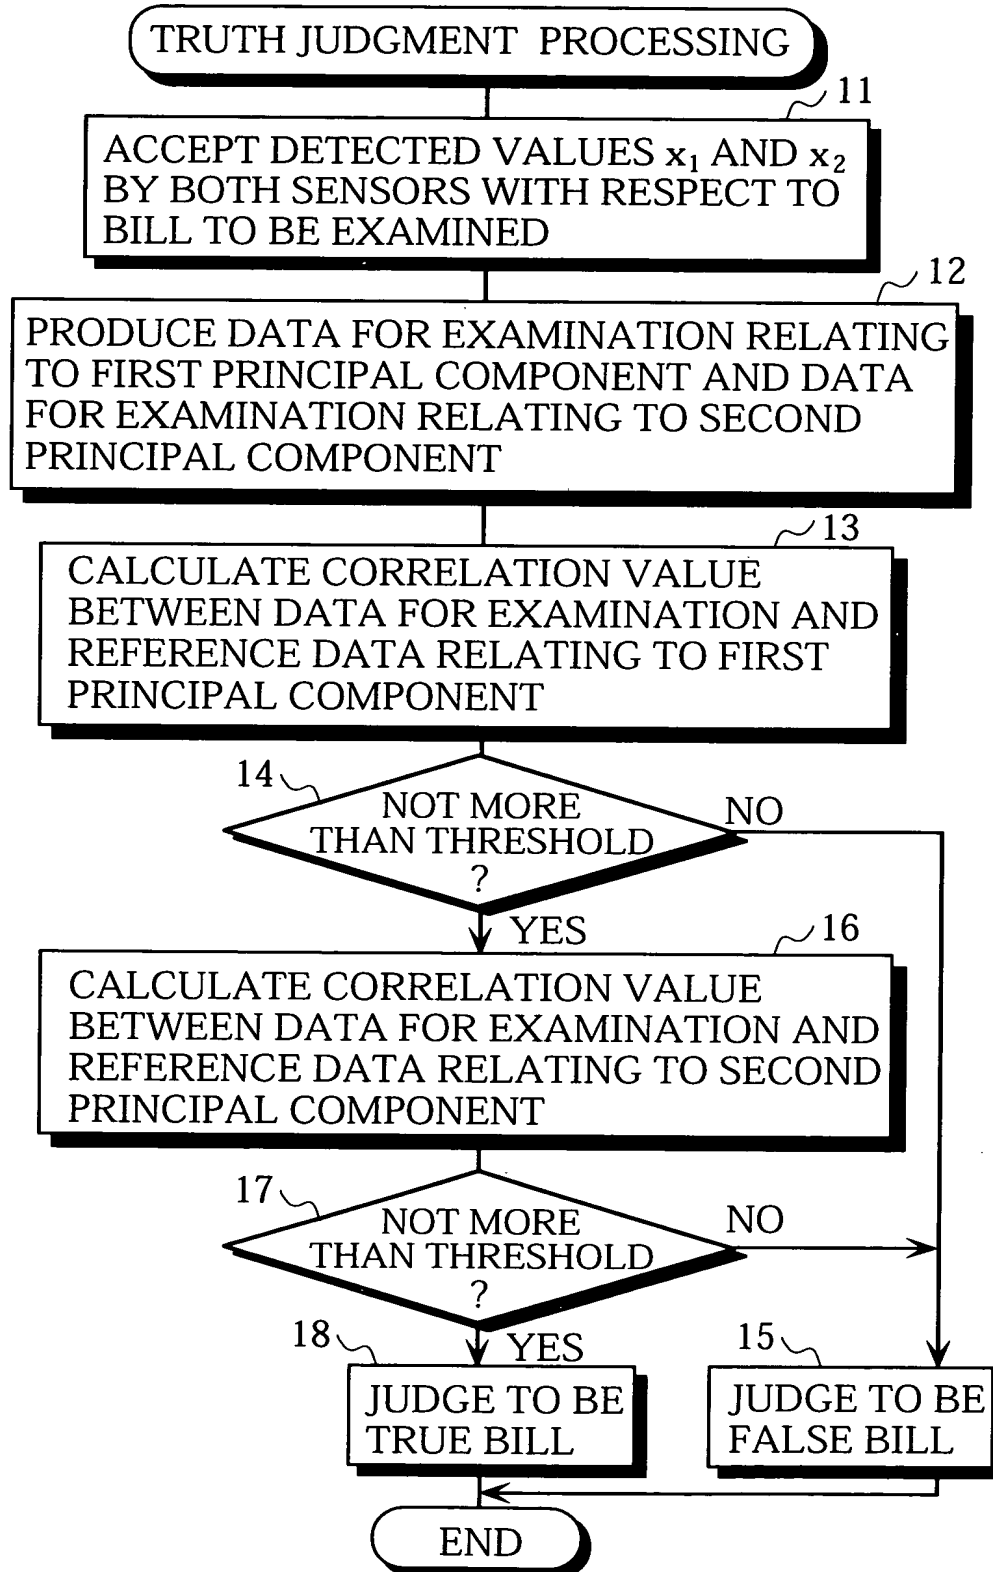 TRUTH JUDGMENT PROCESSING
11
ACCEPT DETECTED VALUES x₁ AND x₂
BY BOTH SENSORS WITH RESPECT TO
BILL TO BE EXAMINED
12
PRODUCE DATA FOR EXAMINATION RELATING
TO FIRST PRINCIPAL COMPONENT AND DATA
FOR EXAMINATION RELATING TO SECOND
PRINCIPAL COMPONENT
13
CALCULATE CORRELATION VALUE
BETWEEN DATA FOR EXAMINATION AND
REFERENCE DATA RELATING TO FIRST
PRINCIPAL COMPONENT
14
NOT MORE
THAN THRESHOLD
?
NO
YES
16
CALCULATE CORRELATION VALUE
BETWEEN DATA FOR EXAMINATION AND
REFERENCE DATA RELATING TO SECOND
PRINCIPAL COMPONENT
17
NOT MORE
THAN THRESHOLD
?
NO
YES
18
JUDGE TO BE
TRUE BILL
15
JUDGE TO BE
FALSE BILL
END